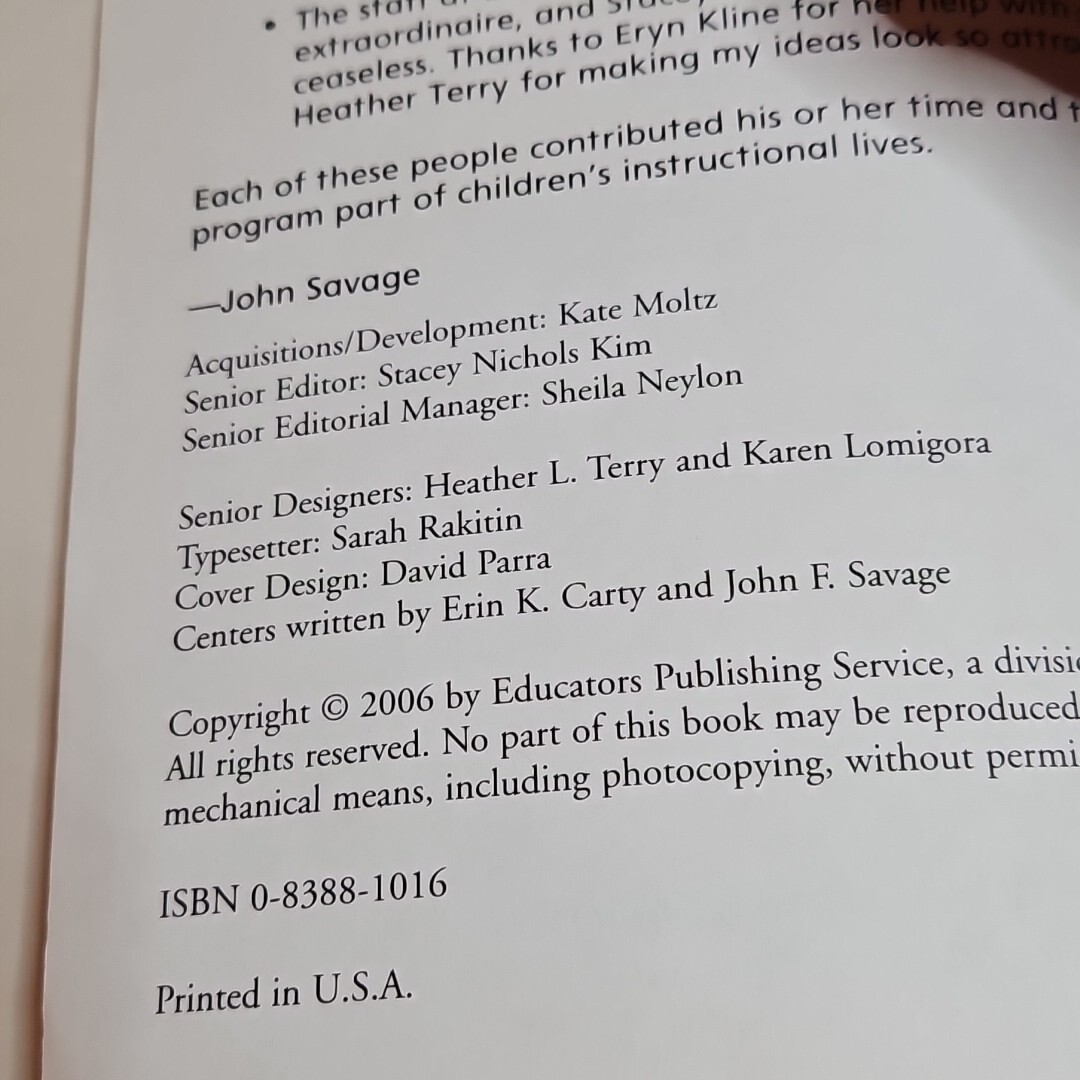 • The staff
extraordinaire, and
ceaseless. Thanks to Eryn Kline for her help with
Heather Terry for making my ideas look so
Each of these people contributed his or her time and
program part of children's instructional lives.
—John Savage
Acquisitions/Development: Kate Moltz
Senior Editor: Stacey Nichols Kim
Senior Editorial Manager: Sheila Neylon
Senior Designers: Heather L. Terry and Karen Lomigora
Typesetter: Sarah Rakitin
Cover Design: David Parra
Centers written by Erin K. Carty and John F. Savage
Copyright © 2006 by Educators Publishing Service, a
All rights reserved. No part of this book may be reproduced
mechanical means, including photocopying, without
ISBN 0-8388-1016
Printed in U.S.A.